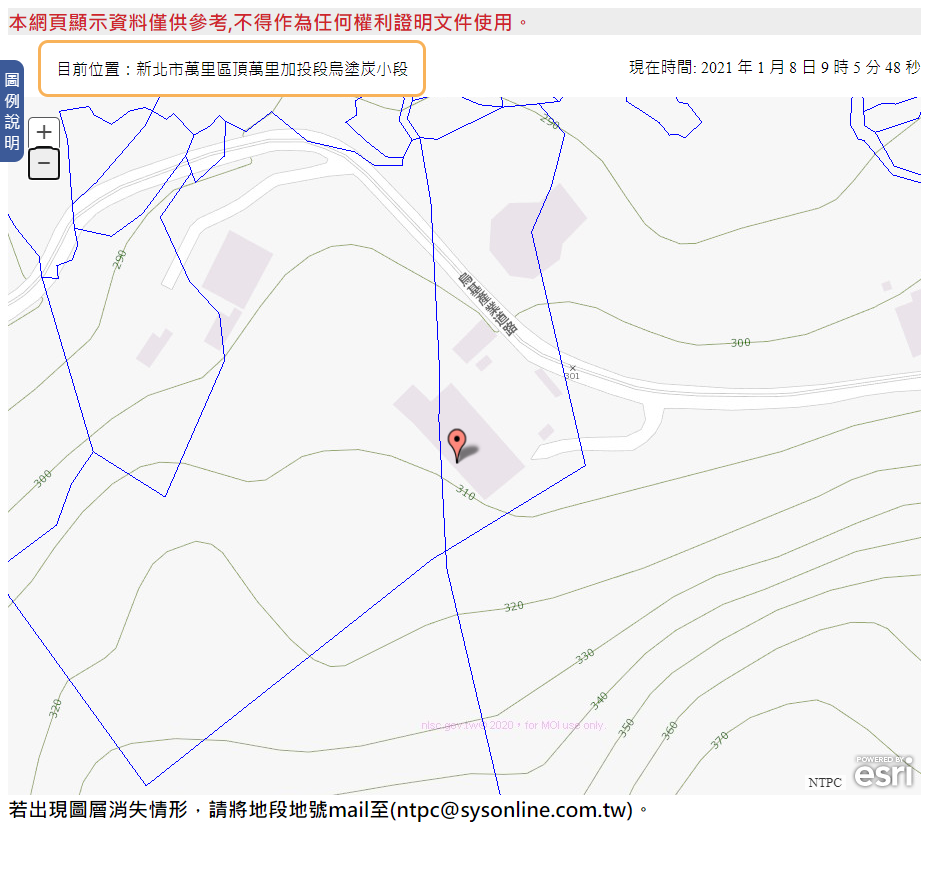 本網頁顯示資料僅供參考,不得作為任何權利證明文件使用。
目前位置：新北市萬里區頂萬里加投段烏塗炭小段
現在時間: 2021 年 1 月 8 日 9 時 5 分 48 秒
圖例說明
+
−
290
290
烏基產業道路
300
301
300
310
320
330
320
340
350
360
370
nlsc.gov.tw© 2020，for MOI use only.
NTPC
POWERED BY
esri
若出現圖層消失情形，請將地段地號mail至(ntpc@sysonline.com.tw)。